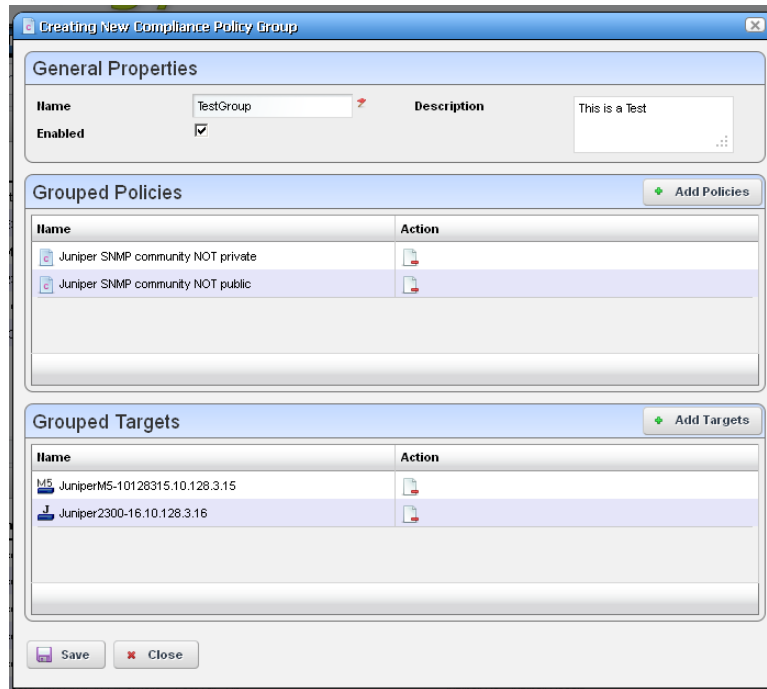 Creating New Compliance Policy Group
General Properties
Name TestGroup Description This is a Test
Enabled
Grouped Policies Add Policies
Name Action
Juniper SNMP community NOT private
Juniper SNMP community NOT public
Grouped Targets Add Targets
Name Action
M5 JuniperM5-10128315.10.128.3.15
J Juniper2300-16.10.128.3.16
Save Close